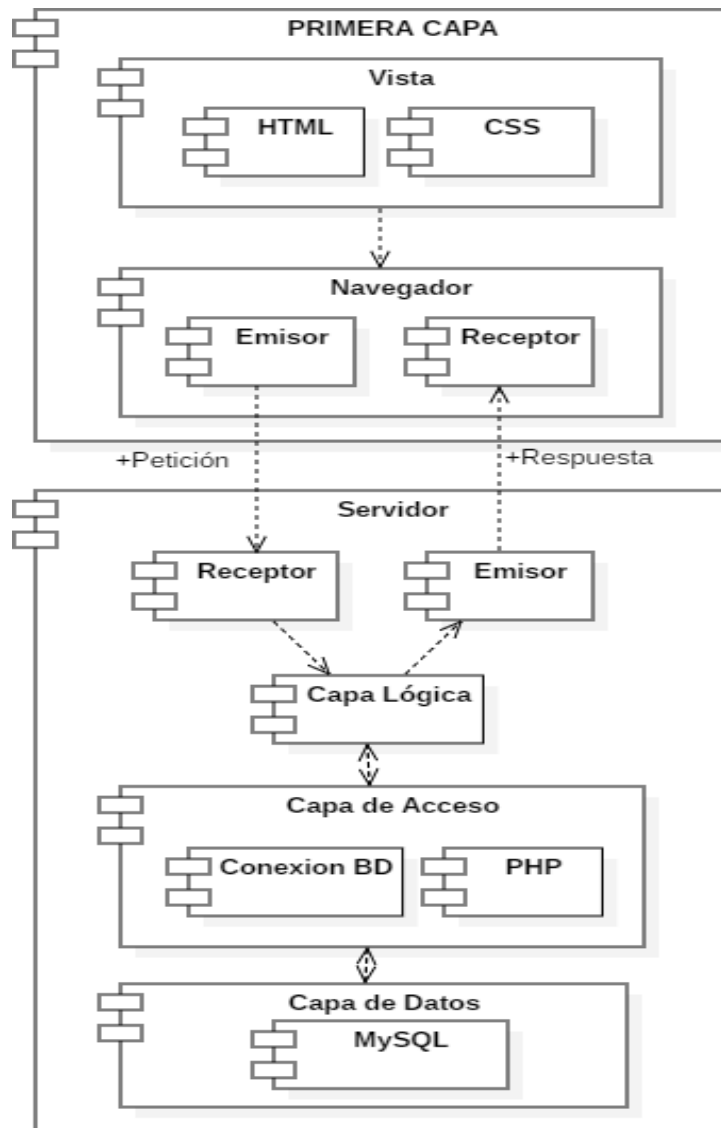 PRIMERA CAPA
Vista
HTML
CSS
Navegador
Emisor
Receptor
+Petición
+Respuesta
Servidor
Receptor
Emisor
Capa Lógica
Capa de Acceso
Conexion BD
PHP
Capa de Datos
MySQL